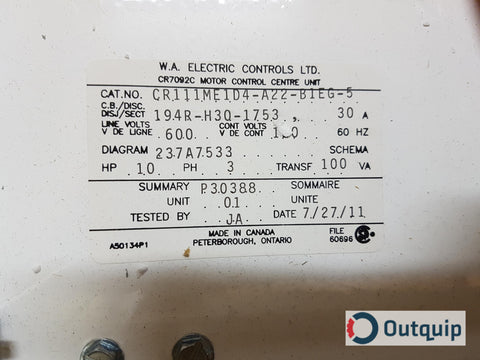 W.A. ELECTRIC CONTROLS LTD.
CR7092C MOTOR CONTROL CENTRE UNIT
CAT.NO. CR111ME1D4-A22-B1EG-5
C.B./DISC.
DISJ/SECT 194R-H30-1753 30 A
LINE VOLTS CONT VOLTS
V DE LIGNE 600 V DE CONT 60 HZ
DIAGRAM 237A7533 SCHEMA
HP 10 PH 3 TRANSF 100 VA
SUMMARY P30388 SOMMAIRE
UNIT 01 UNITE
TESTED BY JA DATE 7/27/11
MADE IN CANADA FILE
A50134P1 PETERBOROUGH, ONTARIO 60696
Outquip